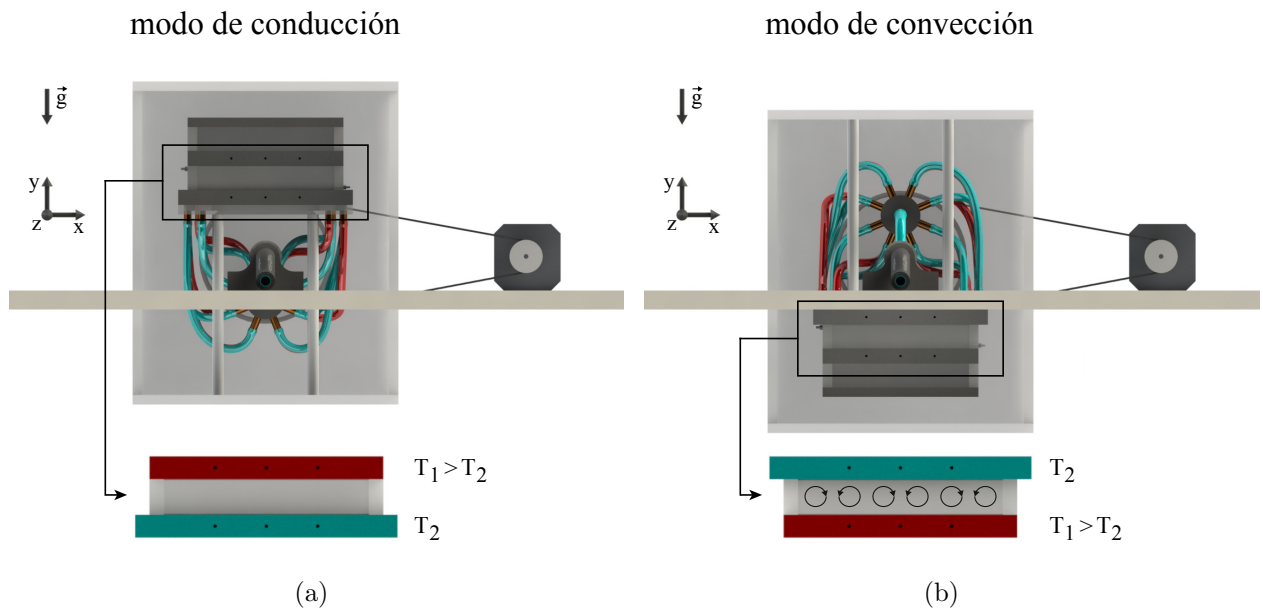 modo de conducción
modo de convección
g⃗
g⃗
y
z
x
y
z
x
T₁ > T₂
T₂
T₂
T₁ > T₂
(a)
(b)